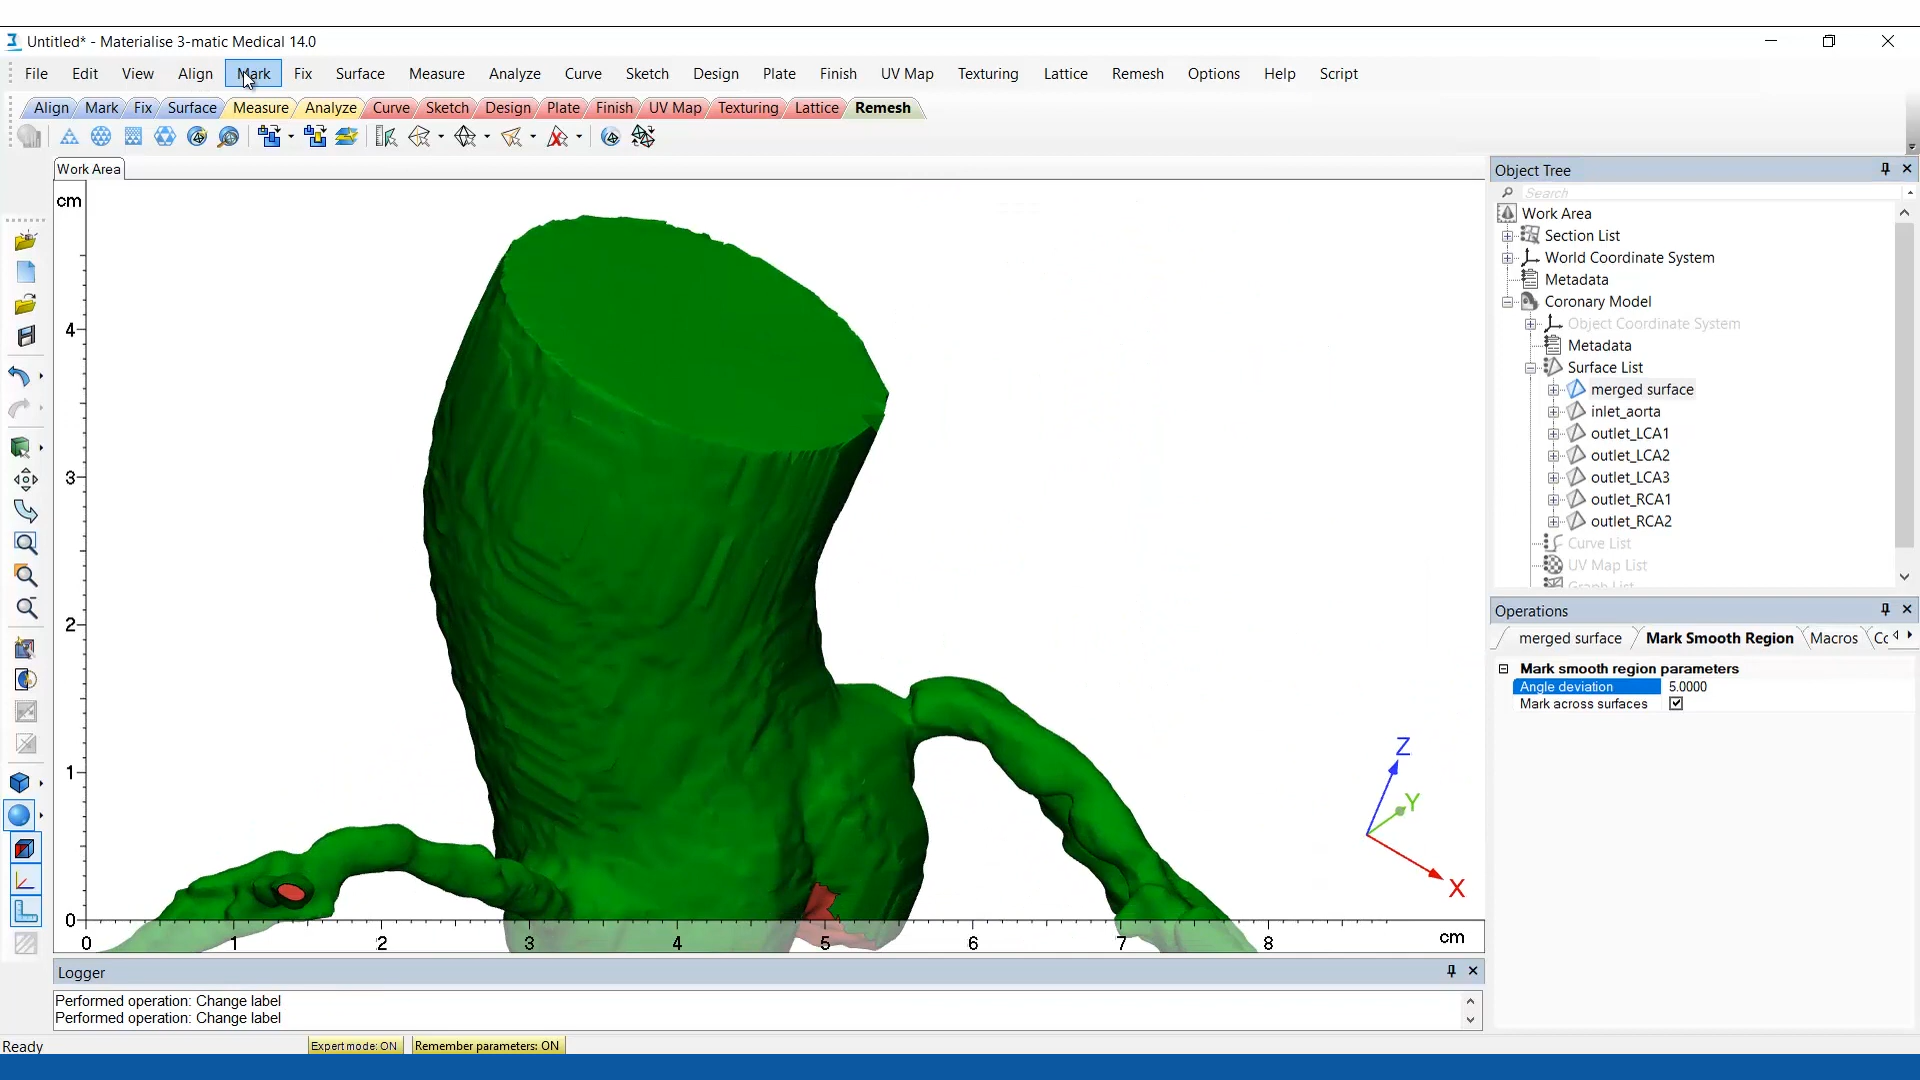 Untitled* - Materialise 3-matic Medical 14.0
File Edit View Align Mark Fix Surface Measure Analyze Curve Sketch Design Plate Finish UV Map Texturing Lattice Remesh Options Help Script
Align Mark Fix Surface Measure Analyze Curve Sketch Design Plate Finish UV Map Texturing Lattice Remesh
Work Area
cm
4
3
2
1
0
0 1 2 3 4 5 6 7 8 cm
Z
Y
X
Object Tree
Search
Work Area
Section List
World Coordinate System
Metadata
Coronary Model
Object Coordinate System
Metadata
Surface List
merged surface
inlet_aorta
outlet_LCA1
outlet_LCA2
outlet_LCA3
outlet_RCA1
outlet_RCA2
Curve List
UV Map List
Graph List
Operations
merged surface Mark Smooth Region Macros Co
Mark smooth region parameters
Angle deviation 5.0000
Mark across surfaces
Logger
Performed operation: Change label
Performed operation: Change label
Ready Expert mode: ON Remember parameters: ON